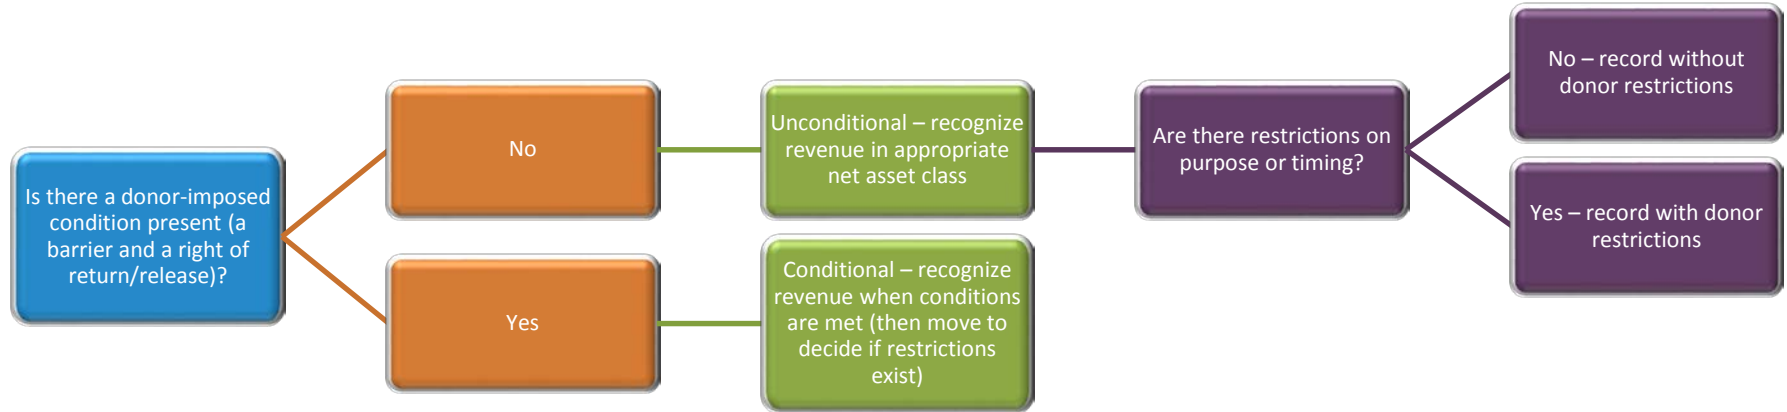 Is there a donor-imposed
condition present (a
barrier and a right of
return/release)?
No
Unconditional – recognize
revenue in appropriate
net asset class
Are there restrictions on
purpose or timing?
No – record without
donor restrictions
Yes – record with donor
restrictions
Yes
Conditional – recognize
revenue when conditions
are met (then move to
decide if restrictions
exist)